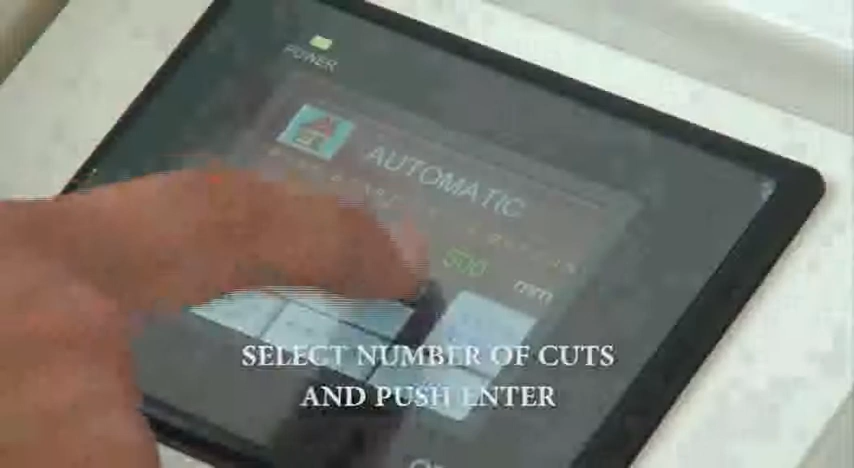 POWER
AUTOMATIC
500
mm
SELECT NUMBER OF CUTS
AND PUSH ENTER